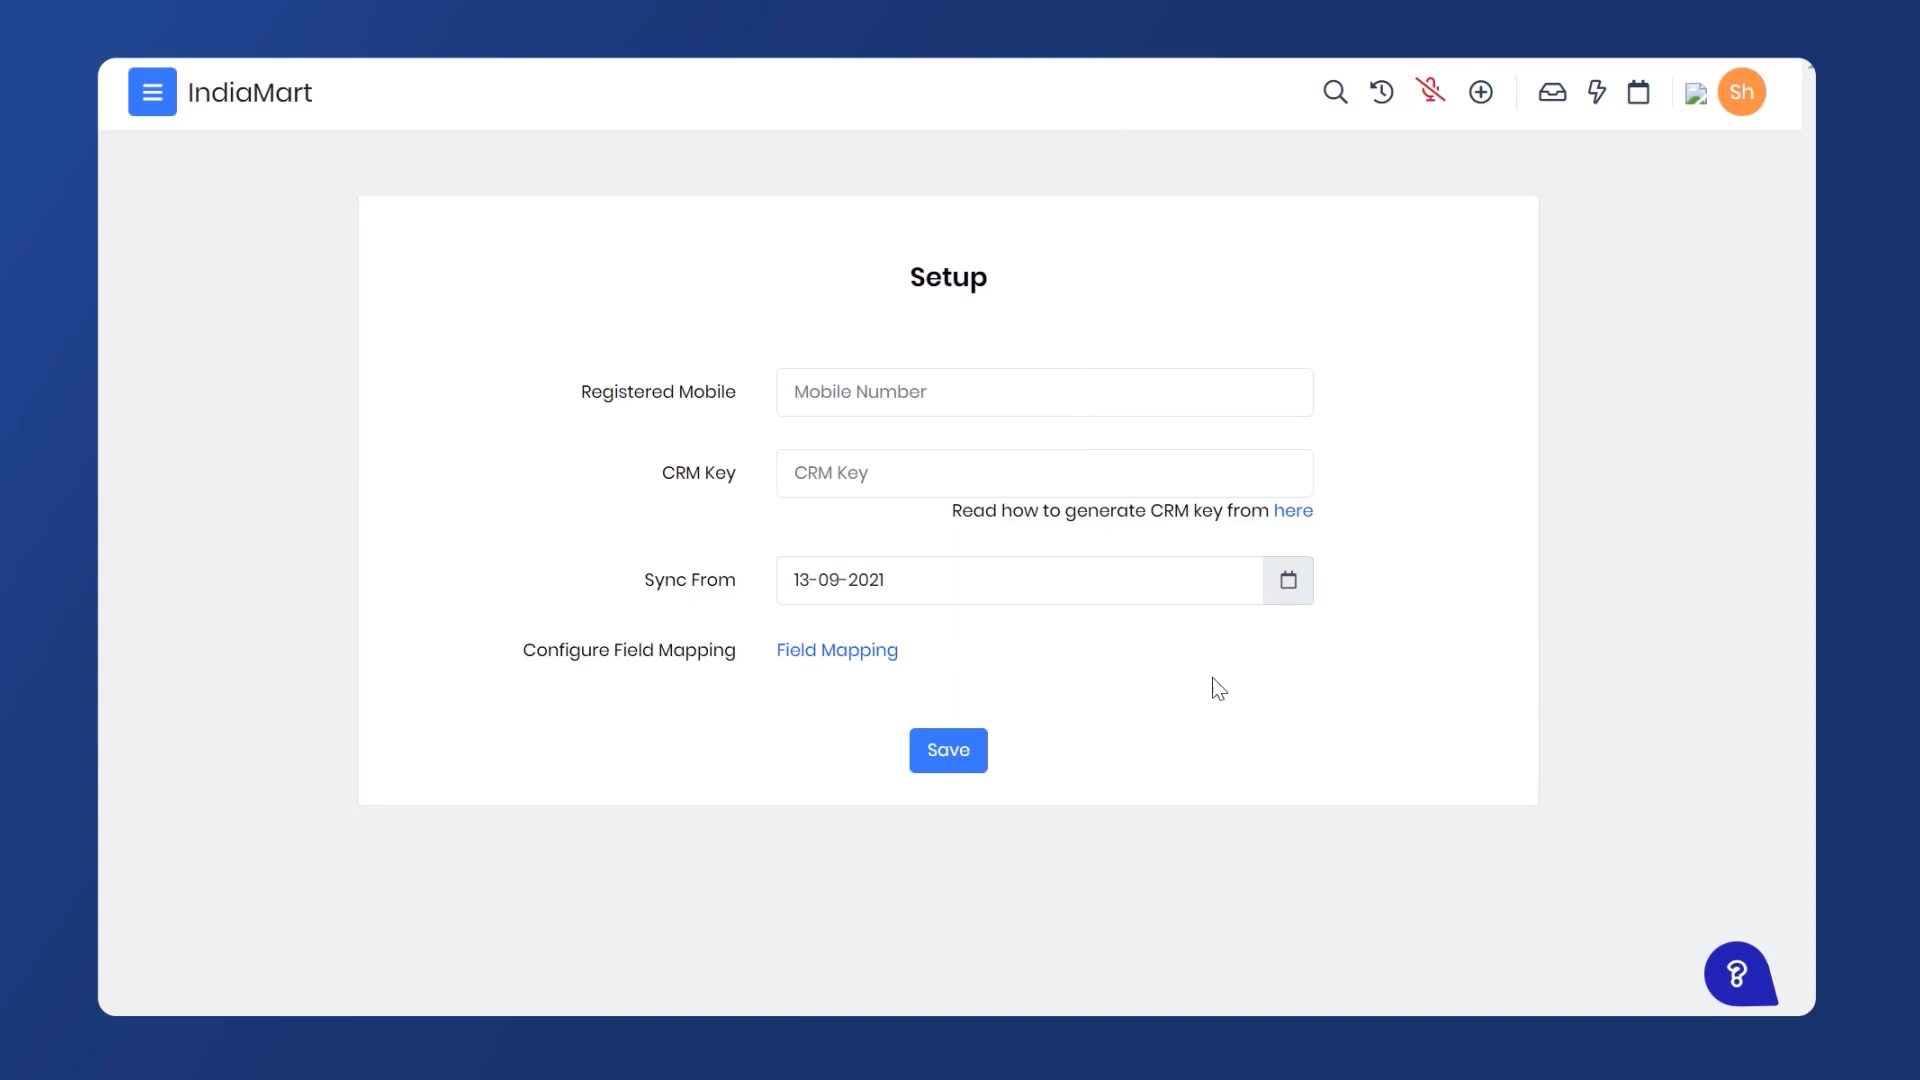 IndiaMart
Sh
Setup
Registered Mobile
Mobile Number
CRM Key
CRM Key
Read how to generate CRM key from here
Sync From
13-09-2021
Configure Field Mapping
Field Mapping
Save
?